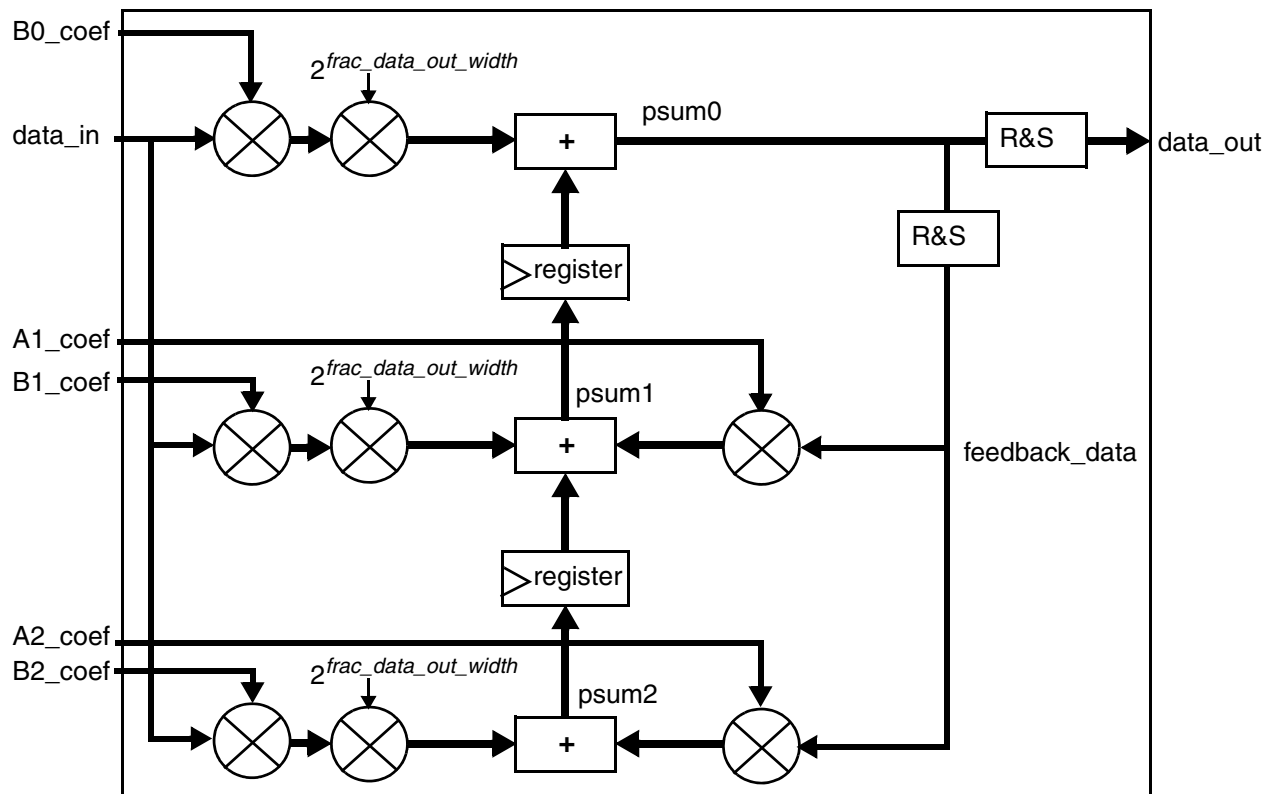 B0_coef
2^frac_data_out_width
data_in
+
psum0
R&S
data_out
R&S
register
A1_coef
B1_coef
2^frac_data_out_width
psum1
+
feedback_data
register
A2_coef
B2_coef
2^frac_data_out_width
psum2
+